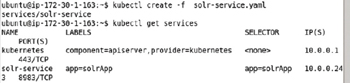 ubuntu@ip-172-30-1-163:~$ kubectl create -f solr-service.yaml
services/solr-service
ubuntu@ip-172-30-1-163:~$ kubectl get services
NAME LABELS SELECTOR IP(S)
PORT(S)
kubernetes component=apiserver,provider=kubernetes <none> 10.0.0.1
443/TCP
solr-service app=solrApp app=solrApp 10.0.0.24
3 8983/TCP